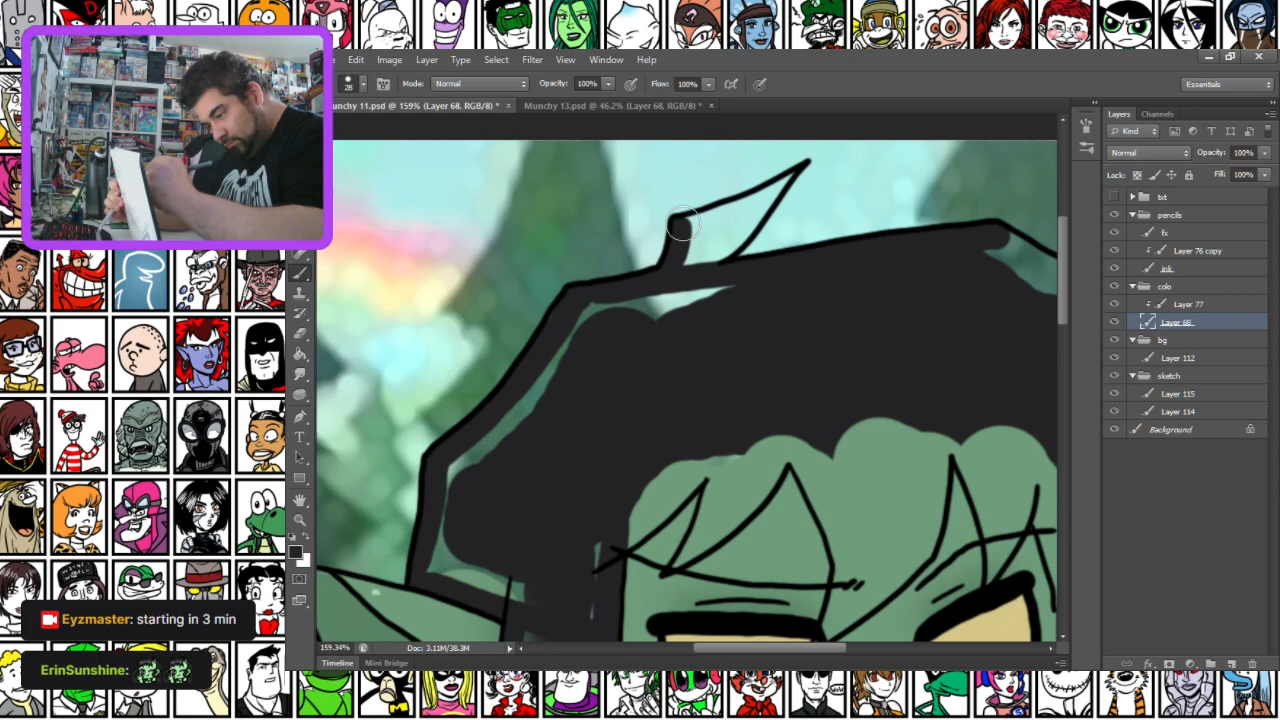 Edit Image Layer Type Select Filter View Window Help
28 Mode: Normal Opacity: 100% Flow: 100% Essentials
unchy 11.psd @ 159% (Layer 68, RGB/8) * × Munchy 13.psd @ 46.2% (Layer 68, RGB/8) * ×
Layers Channels
Kind
Normal Opacity: 100%
Lock: Fill: 100%
txt
pencils
fx
Layer 76 copy
ink
colo
Layer 77
Layer 68
bg
Layer 112
sketch
Layer 115
Layer 114
Background
Eyzmaster: starting in 3 min
ErinSunshine:
159.34% Doc: 3.11M/38.3M
Timeline Mini Bridge